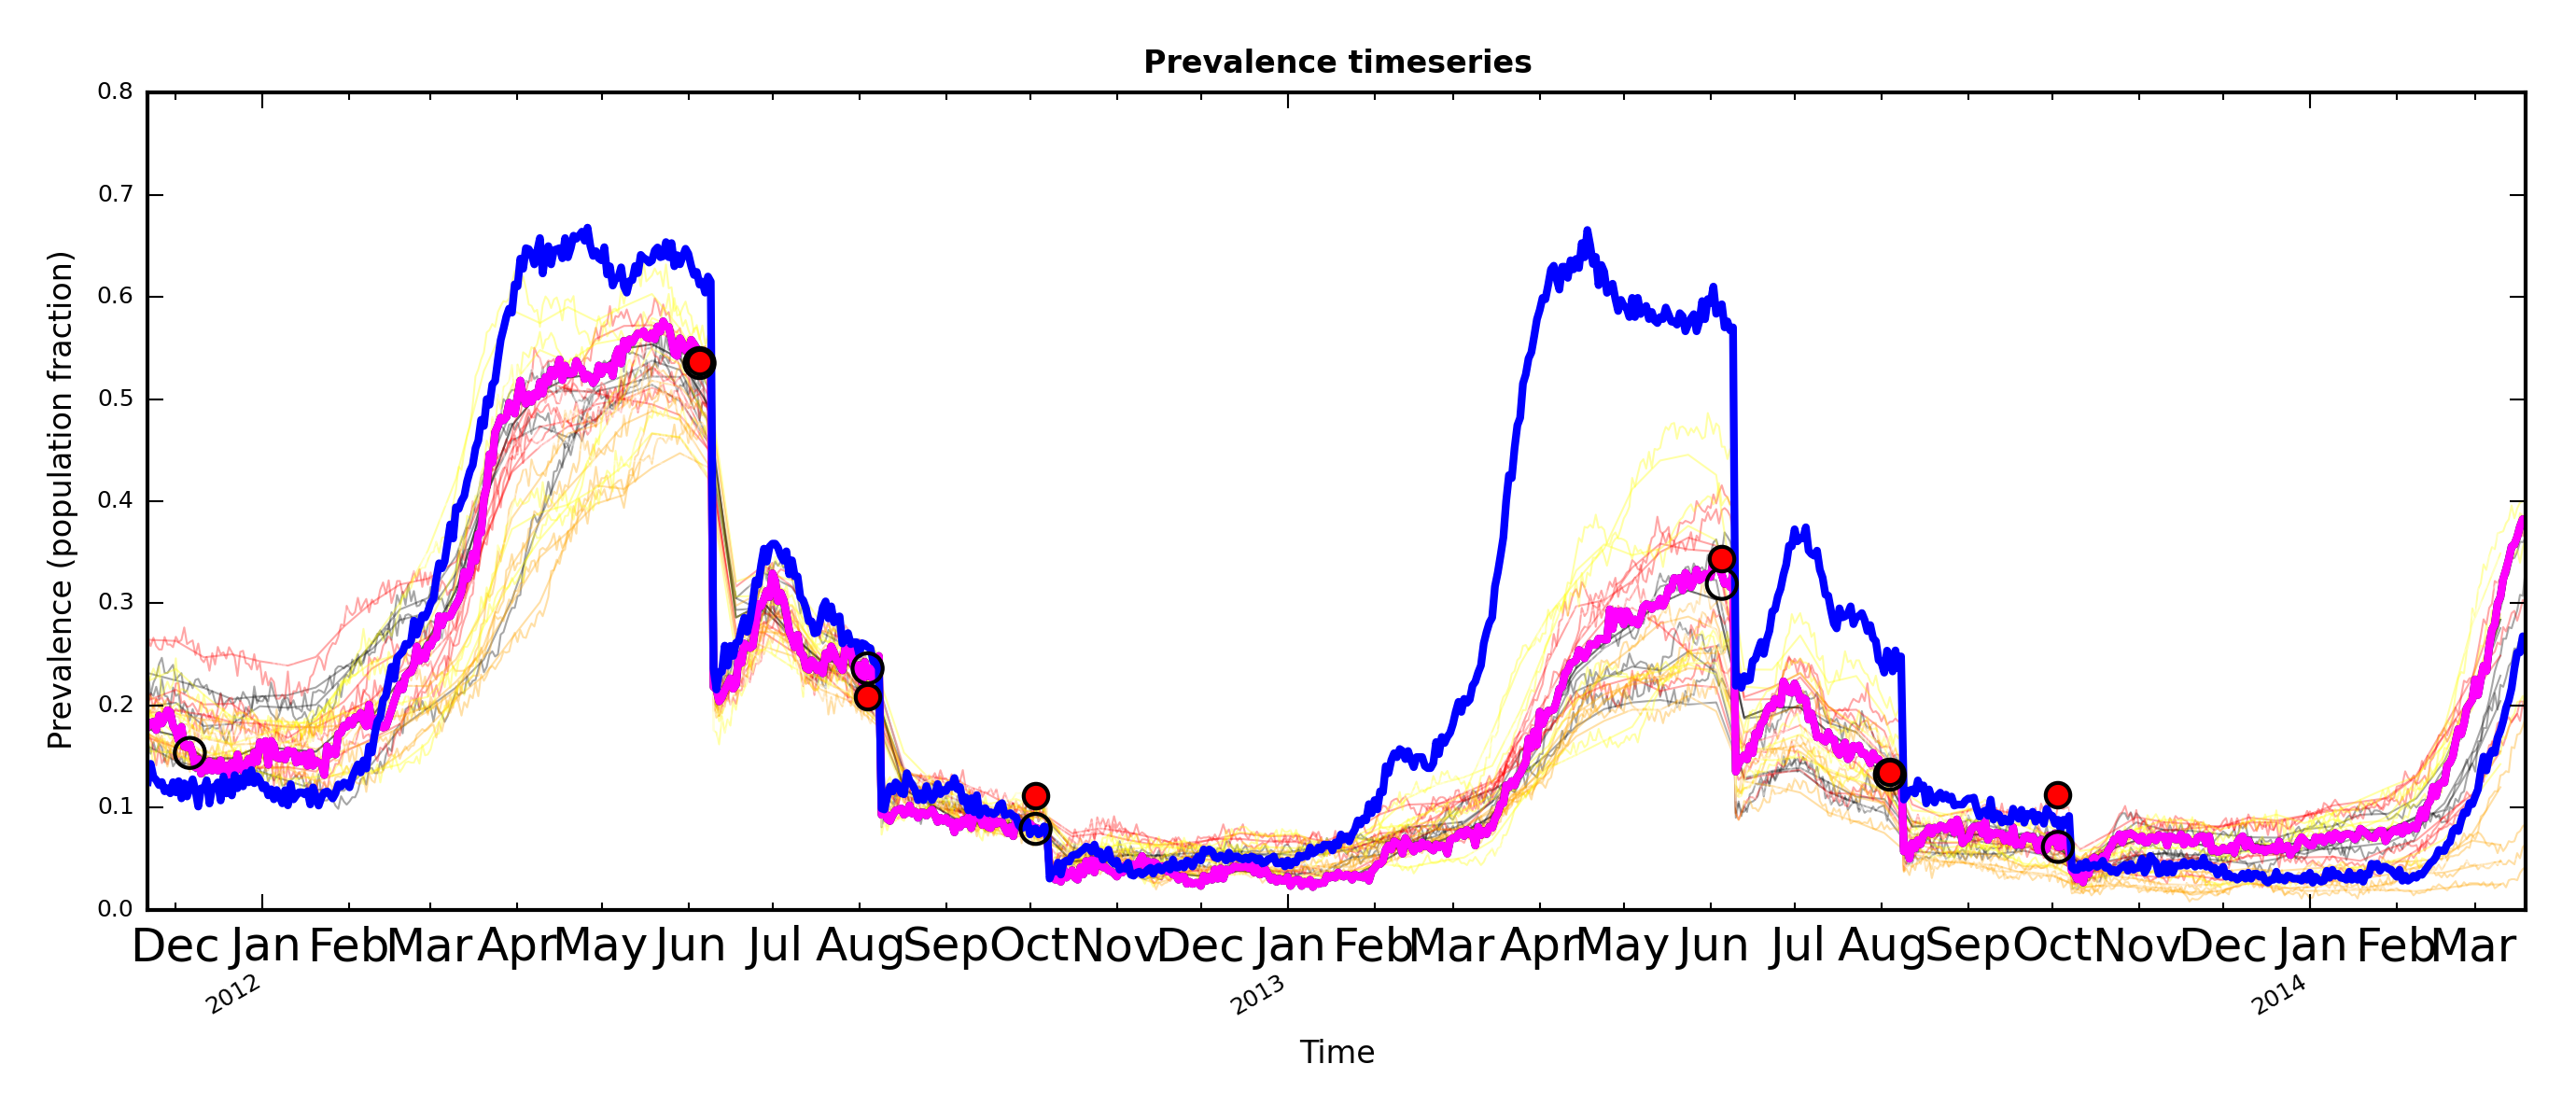 Prevalence timeseries
Prevalence (population fraction)
0.8
0.7
0.6
0.5
0.4
0.3
0.2
0.1
0.0
Dec Jan Feb Mar Apr May Jun Jul Aug Sep Oct Nov Dec Jan Feb Mar Apr May Jun Jul Aug Sep Oct Nov Dec Jan Feb Mar
2012 2013 2014
Time